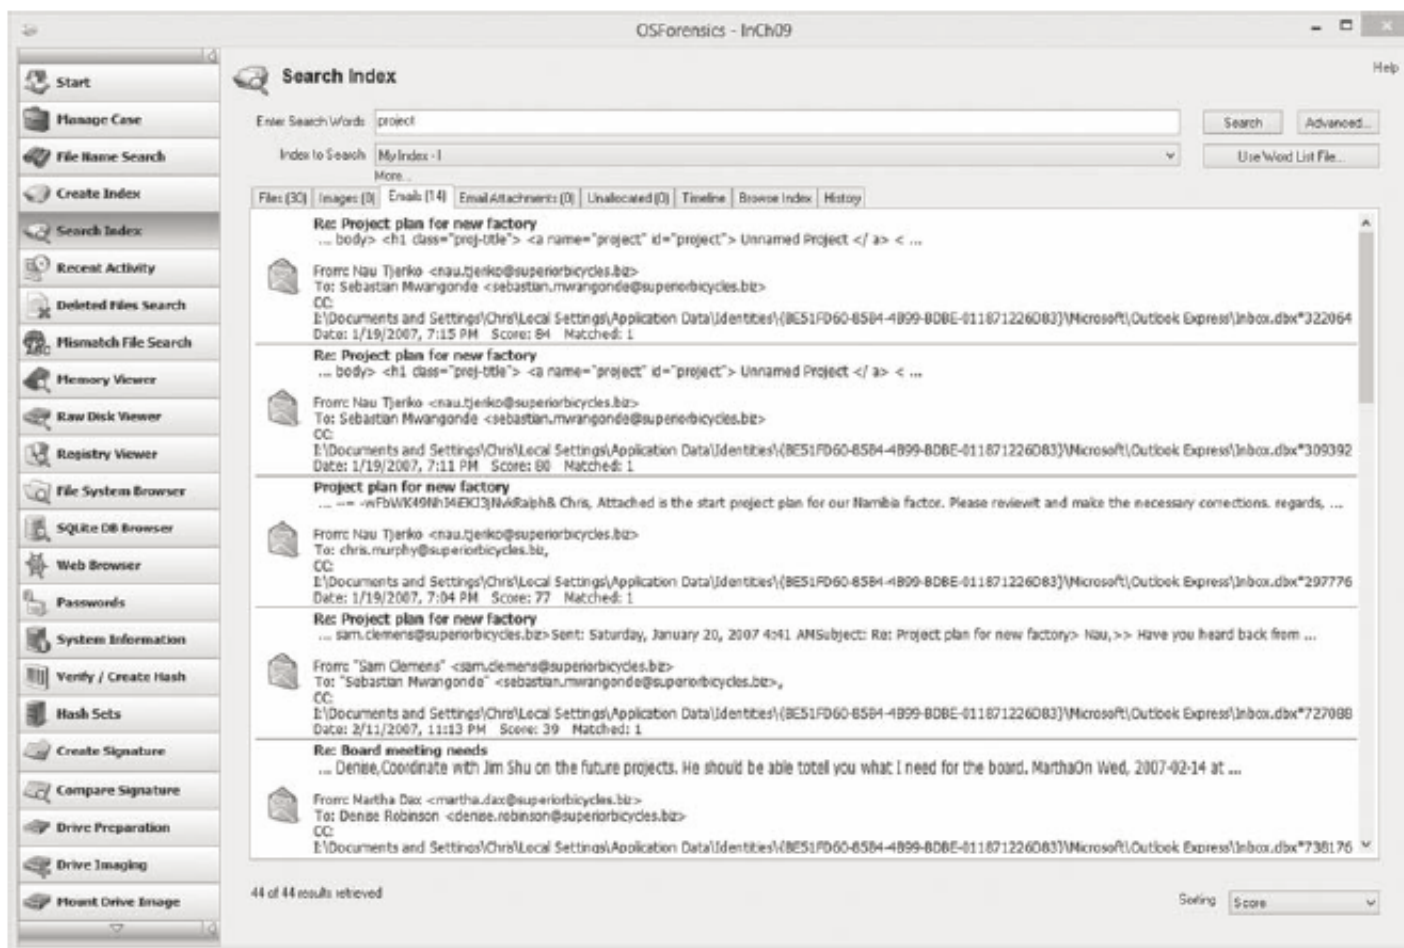 OSForensics - InCh09
Start
Manage Case
File Name Search
Create Index
Search Index
Recent Activity
Deleted Files Search
Mismatch File Search
Memory Viewer
Raw Disk Viewer
Registry Viewer
File System Browser
SQLite DB Browser
Web Browser
Passwords
System Information
Verify / Create Hash
Hash Sets
Create Signature
Compare Signature
Drive Preparation
Drive Imaging
Mount Drive Image
Search Index
Help
Enter Search Words project
Search Advanced...
Index to Search My Index - 1
Use Word List File...
More...
Files (30) Images (0) Emails (14) Email Attachments (0) Unallocated (0) Timeline Browse Index History
Re: Project plan for new factory
... body> <h1 class="proj-title"> <a name="project" id="project"> Unnamed Project </ a> < ...
From: Nau Tjeriko <nau.tjeriko@superiorbicycles.biz>
To: Sebastian Mwangonde <sebastian.mwangonde@superiorbicycles.biz>
CC:
I:\Documents and Settings\Chris\Local Settings\Application Data\Identities\{BE51FD60-85B4-4B99-BDBE-011871226D83}\Microsoft\Outlook Express\Inbox.dbx*322064
Date: 1/19/2007, 7:15 PM Score: 84 Matched: 1
Re: Project plan for new factory
... body> <h1 class="proj-title"> <a name="project" id="project"> Unnamed Project </ a> < ...
From: Nau Tjeriko <nau.tjeriko@superiorbicycles.biz>
To: Sebastian Mwangonde <sebastian.mwangonde@superiorbicycles.biz>
CC:
I:\Documents and Settings\Chris\Local Settings\Application Data\Identities\{BE51FD60-85B4-4B99-BDBE-011871226D83}\Microsoft\Outlook Express\Inbox.dbx*309392
Date: 1/19/2007, 7:11 PM Score: 80 Matched: 1
Project plan for new factory
... Chris, Attached is the start project plan for our Namibia factor. Please reviewit and make the necessary corrections. regards, ...
From: Nau Tjeriko <nau.tjeriko@superiorbicycles.biz>
To: chris.murphy@superiorbicycles.biz,
CC:
I:\Documents and Settings\Chris\Local Settings\Application Data\Identities\{BE51FD60-85B4-4B99-BDBE-011871226D83}\Microsoft\Outlook Express\Inbox.dbx*297776
Date: 1/19/2007, 7:04 PM Score: 77 Matched: 1
Re: Project plan for new factory
... sam.clemens@superiorbicycles.biz>Sent: Saturday, January 20, 2007 4:41 AMSubject: Re: Project plan for new factory> Nau,>> Have you heard back from ...
From: "Sam Clemens" <sam.clemens@superiorbicycles.biz>
To: "Sebastian Mwangonde" <sebastian.mwangonde@superiorbicycles.biz>,
CC:
I:\Documents and Settings\Chris\Local Settings\Application Data\Identities\{BE51FD60-85B4-4B99-BDBE-011871226D83}\Microsoft\Outlook Express\Inbox.dbx*727088
Date: 2/11/2007, 11:13 PM Score: 39 Matched: 1
Re: Board meeting needs
... Denise,Coordinate with Jim Shu on the future projects. He should be able totell you what I need for the board. MarthaOn Wed, 2007-02-14 at ...
From: Martha Dax <martha.dax@superiorbicycles.biz>
To: Denise Robinson <denise.robinson@superiorbicycles.biz>
CC:
I:\Documents and Settings\Chris\Local Settings\Application Data\Identities\{BE51FD60-85B4-4B99-BDBE-011871226D83}\Microsoft\Outlook Express\Inbox.dbx*738176
44 of 44 results retrieved
Sorting Score